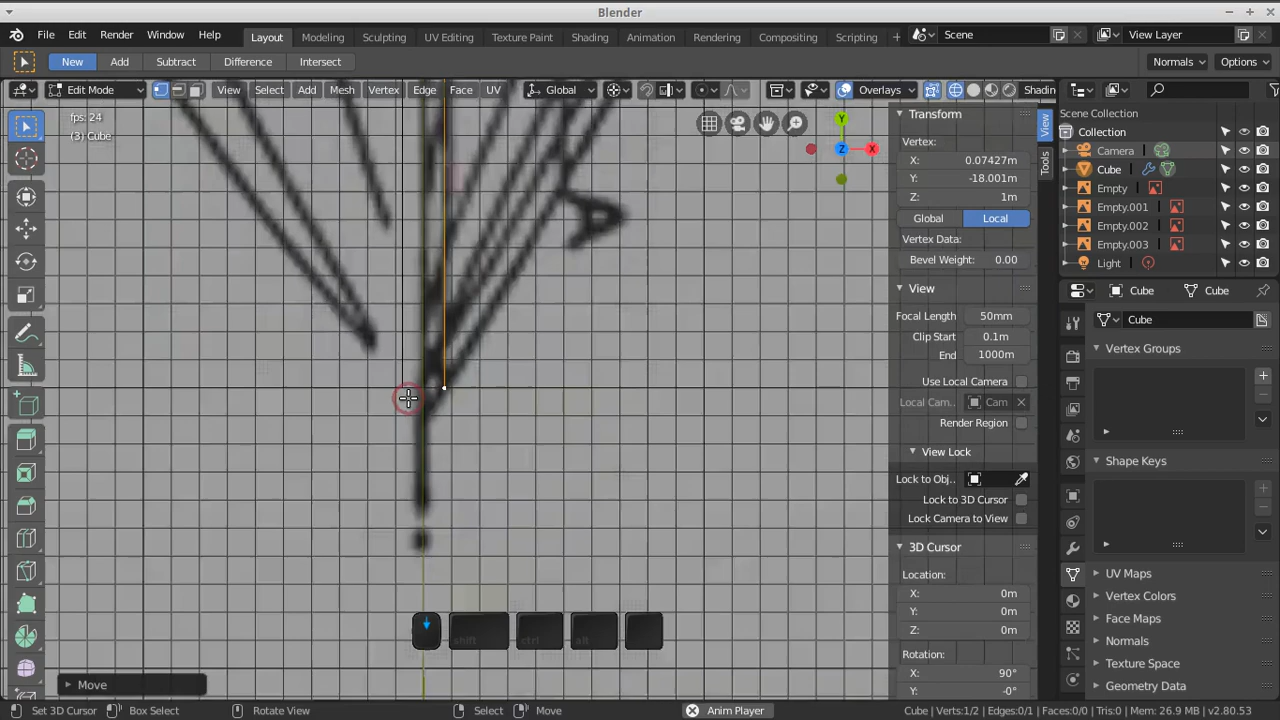 Blender
File Edit Render Window Help
Layout Modeling Sculpting UV Editing Texture Paint Shading Animation Rendering Compositing Scripting
Scene
View Layer
New Add Subtract Difference Intersect
Normals
Options
Edit Mode View Select Add Mesh Vertex Edge Face UV Global Overlays Shadin
fps: 24
(3) Cube
Y
Z
X
Transform
Vertex:
X: 0.07427m
Y: -18.001m
Z: 1m
Global Local
Vertex Data:
Bevel Weight: 0.00
View
Focal Length 50mm
Clip Start 0.1m
End 1000m
Use Local Camera
Local Cam.. Cam
Render Region
View Lock
Lock to Obj..
Lock to 3D Cursor
Lock Camera to View
3D Cursor
Location:
X: 0m
Y: 0m
Z: 0m
Rotation:
X: 90°
Y: -0°
View
Tools
Scene Collection
Collection
Camera
Cube
Empty
Empty.001
Empty.002
Empty.003
Light
Cube Cube
Cube
Vertex Groups
Shape Keys
UV Maps
Vertex Colors
Face Maps
Normals
Texture Space
Geometry Data
shift ctrl alt
Move
Set 3D Cursor Box Select Rotate View Select Move Anim Player Cube | Verts:1/2 | Edges:0/1 | Faces:0/0 | Tris:0 | Mem: 26.9 MB | v2.80.53